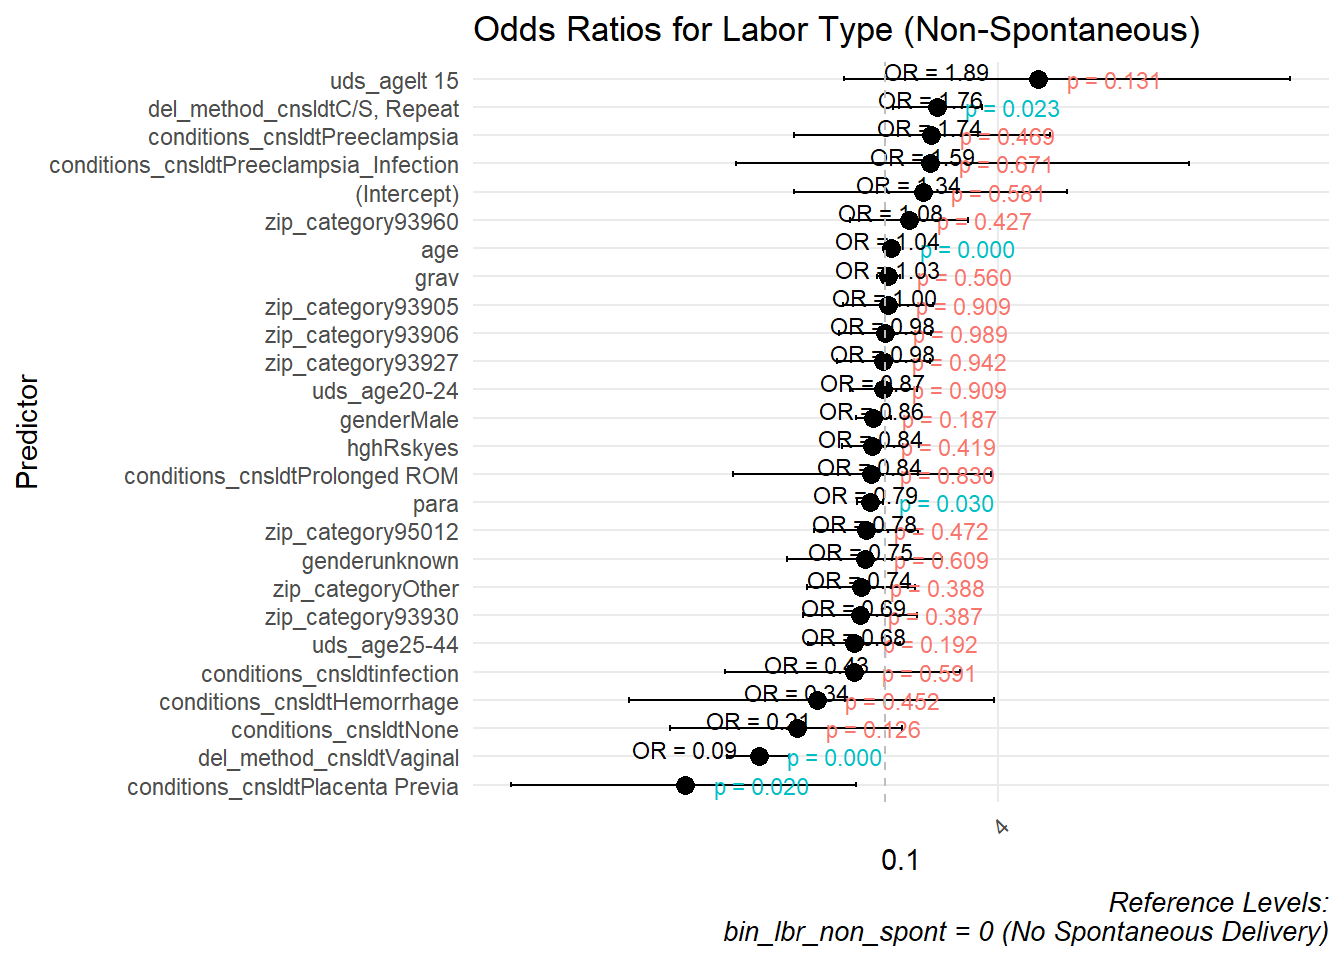 Odds Ratios for Labor Type (Non-Spontaneous)
Predictor
uds_agelt 15 OR = 1.89 p = 0.131
del_method_cnsldtC/S, Repeat OR = 1.76 p = 0.023
conditions_cnsldtPreeclampsia OR = 1.74 p = 0.469
conditions_cnsldtPreeclampsia_Infection OR = 1.59 p = 0.671
(Intercept) OR = 1.34 p = 0.581
zip_category93960 OR = 1.08 p = 0.427
age OR = 1.04 p = 0.000
grav OR = 1.03 p = 0.560
zip_category93905 OR = 1.00 p = 0.909
zip_category93906 OR = 0.98 p = 0.989
zip_category93927 OR = 0.98 p = 0.942
uds_age20-24 OR = 0.87 p = 0.909
genderMale OR = 0.86 p = 0.187
hghRskyes OR = 0.84 p = 0.419
conditions_cnsldtProlonged ROM OR = 0.84 p = 0.830
para OR = 0.79 p = 0.030
zip_category95012 OR = 0.78 p = 0.472
genderunknown OR = 0.75 p = 0.609
zip_categoryOther OR = 0.74 p = 0.388
zip_category93930 OR = 0.69 p = 0.387
uds_age25-44 OR = 0.68 p = 0.192
conditions_cnsldtinfection OR = 0.43 p = 0.591
conditions_cnsldtHemorrhage OR = 0.34 p = 0.452
conditions_cnsldtNone OR = 0.21 p = 0.126
del_method_cnsldtVaginal OR = 0.09 p = 0.000
conditions_cnsldtPlacenta Previa p = 0.020
4
0.1
Reference Levels:
bin_lbr_non_spont = 0 (No Spontaneous Delivery)